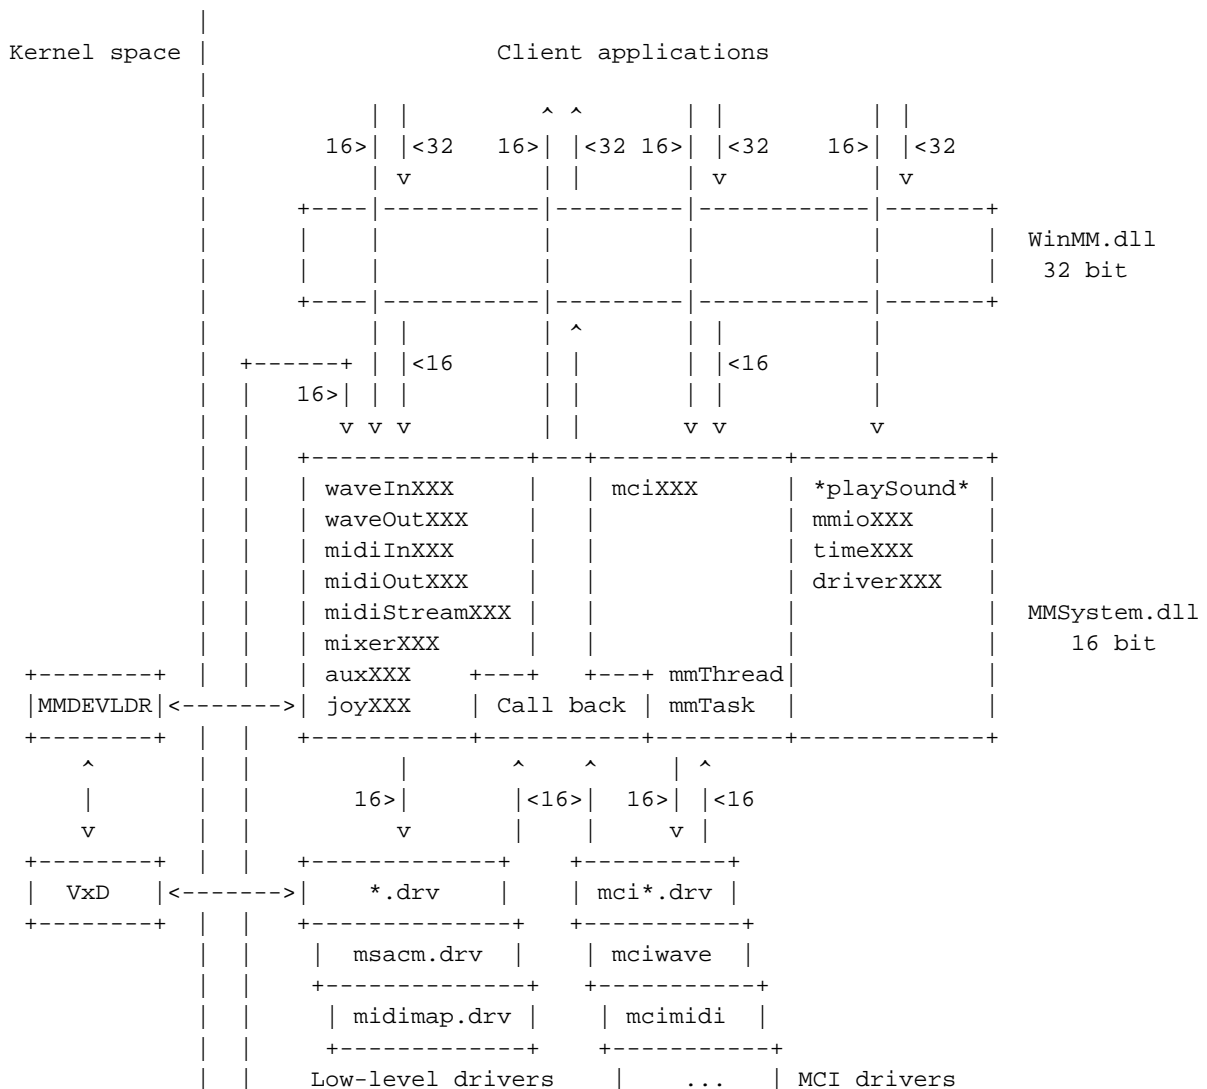 Kernel space Client applications
16> <32 16> <32 16> <32 16> <32
WinMM.dll
32 bit
<16 <16
16>
waveInXXX mciXXX *playSound*
waveOutXXX mmioXXX
midiInXXX timeXXX
midiOutXXX driverXXX
midiStreamXXX MMSystem.dll
mixerXXX 16 bit
auxXXX mmThread
MMDEVLDR joyXXX Call back mmTask
16> <16> 16> <16
VxD *.drv mci*.drv
msacm.drv mciwave
midimap.drv mcimidi
Low-level drivers ... MCI drivers